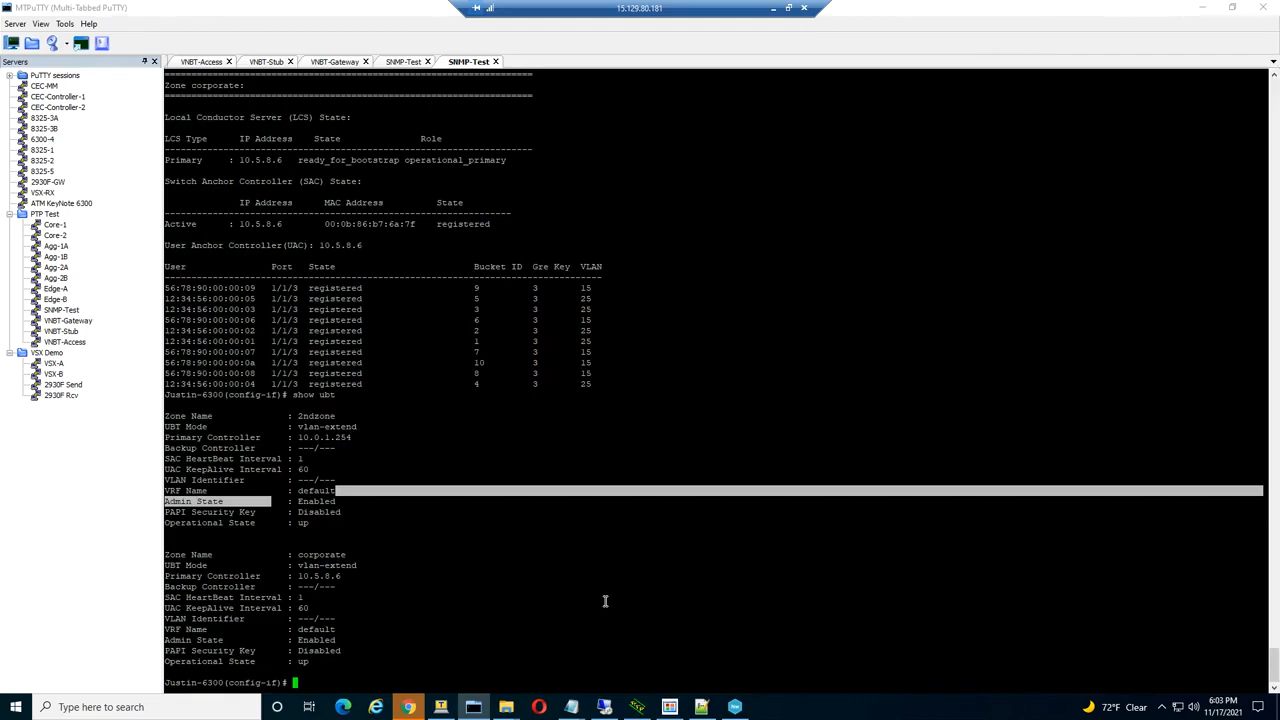 MTPuTTY (Multi-Tabbed PuTTY)
15.129.80.181
Server View Tools Help
Servers
VNBT-Access
VNBT-Stub
VNBT-Gateway
SNMP-Test
SNMP-Test
PuTTY sessions
CEC-MM
CEC-Controller-1
CEC-Controller-2
8325-3A
8325-3B
6300-4
8325-1
8325-2
8325-5
2930F-GW
VSX-RX
ATM KeyNote 6300
PTP Test
Core-1
Core-2
Agg-1A
Agg-1B
Agg-2A
Agg-2B
Edge-A
Edge-B
SNMP-Test
VNBT-Gateway
VNBT-Stub
VNBT-Access
VSX Demo
VSX-A
VSX-B
2930F Send
2930F Rcv
Zone corporate:
Local Conductor Server (LCS) State:
LCS Type IP Address State Role
Primary : 10.5.8.6 ready_for_bootstrap operational_primary
Switch Anchor Controller (SAC) State:
IP Address MAC Address State
Active : 10.5.8.6 00:0b:86:b7:6a:7f registered
User Anchor Controller(UAC): 10.5.8.6
User Port State Bucket ID Gre Key VLAN
56:78:90:00:00:09 1/1/3 registered 9 3 15
12:34:56:00:00:05 1/1/3 registered 5 3 25
12:34:56:00:00:03 1/1/3 registered 3 3 25
56:78:90:00:00:06 1/1/3 registered 6 3 15
12:34:56:00:00:02 1/1/3 registered 2 3 25
12:34:56:00:00:01 1/1/3 registered 1 3 25
56:78:90:00:00:07 1/1/3 registered 7 3 15
56:78:90:00:00:0a 1/1/3 registered 10 3 15
56:78:90:00:00:08 1/1/3 registered 8 3 15
12:34:56:00:00:04 1/1/3 registered 4 3 25
Justin-6300(config-if)# show ubt
Zone Name : 2ndzone
UBT Mode : vlan-extend
Primary Controller : 10.0.1.254
Backup Controller : ---/---
SAC HeartBeat Interval : 1
UAC KeepAlive Interval : 60
VLAN Identifier : ---/---
VRF Name : default
Admin State : Enabled
PAPI Security Key : Disabled
Operational State : up
Zone Name : corporate
UBT Mode : vlan-extend
Primary Controller : 10.5.8.6
Backup Controller : ---/---
SAC HeartBeat Interval : 1
UAC KeepAlive Interval : 60
VLAN Identifier : ---/---
VRF Name : default
Admin State : Enabled
PAPI Security Key : Disabled
Operational State : up
Justin-6300(config-if)#
Type here to search
72°F Clear
6:03 PM
11/17/2021